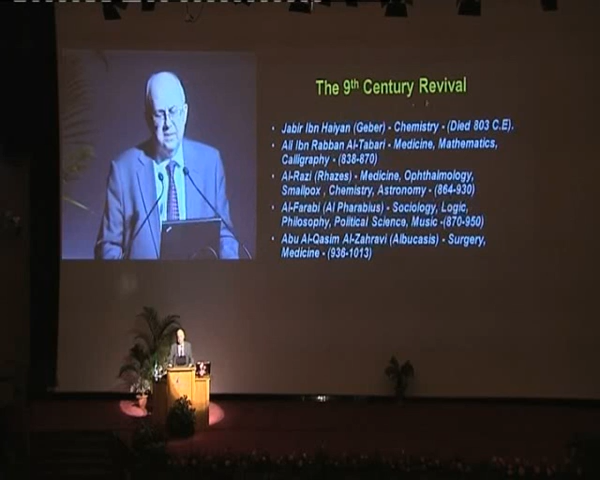 The 9th Century Revival
• Jabir Ibn Haiyan (Geber) - Chemistry - (Died 803 C.E).
• Ali Ibn Rabban Al-Tabari - Medicine, Mathematics,
Calligraphy - (838-870)
• Al-Razi (Rhazes) - Medicine, Ophthalmology,
Smallpox , Chemistry, Astronomy - (864-930)
• Al-Farabi (Al Pharabius) - Sociology, Logic,
Philosophy, Political Science, Music -(870-950)
• Abu Al-Qasim Al-Zahravi (Albucasis) - Surgery,
Medicine - (936-1013)